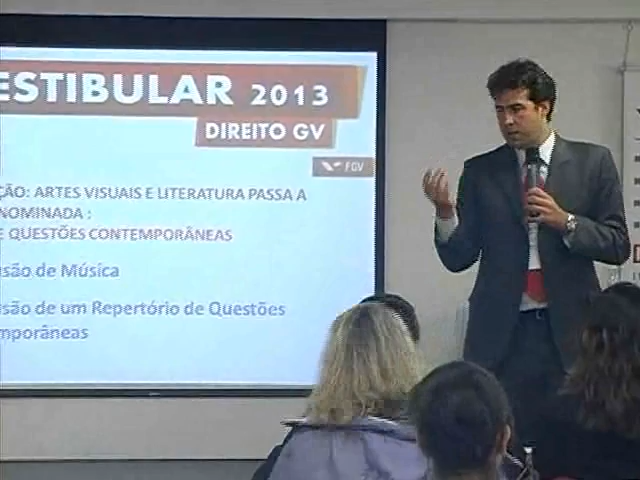 ESTIBULAR 2013
DIREITO GV
FGV
ÇÃO: ARTES VISUAIS E LITERATURA PASSA A
NOMINADA :
E QUESTÕES CONTEMPORÂNEAS
usão de Música
usão de um Repertório de Questões
mporâneas